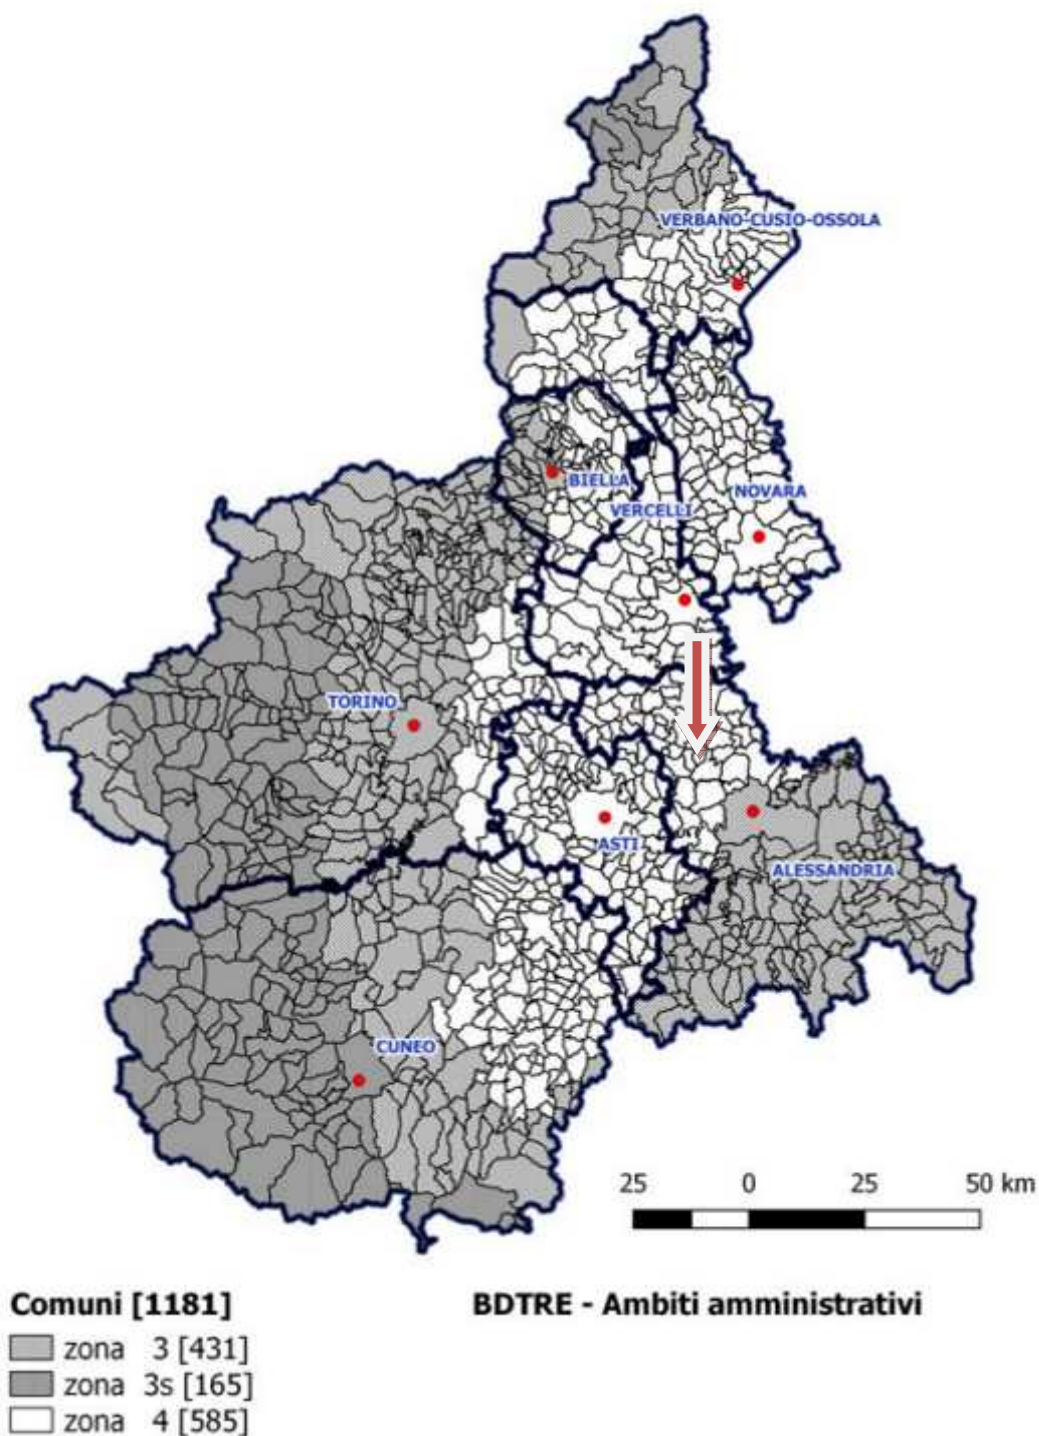 VERBANO-CUSIO-OSSOLA
BIELLA
NOVARA
VERCELLI
TORINO
ASTI
ALESSANDRIA
CUNEO
25 0 25 50 km
Comuni [1181]
BDTRE - Ambiti amministrativi
zona 3 [431]
zona 3s [165]
zona 4 [585]